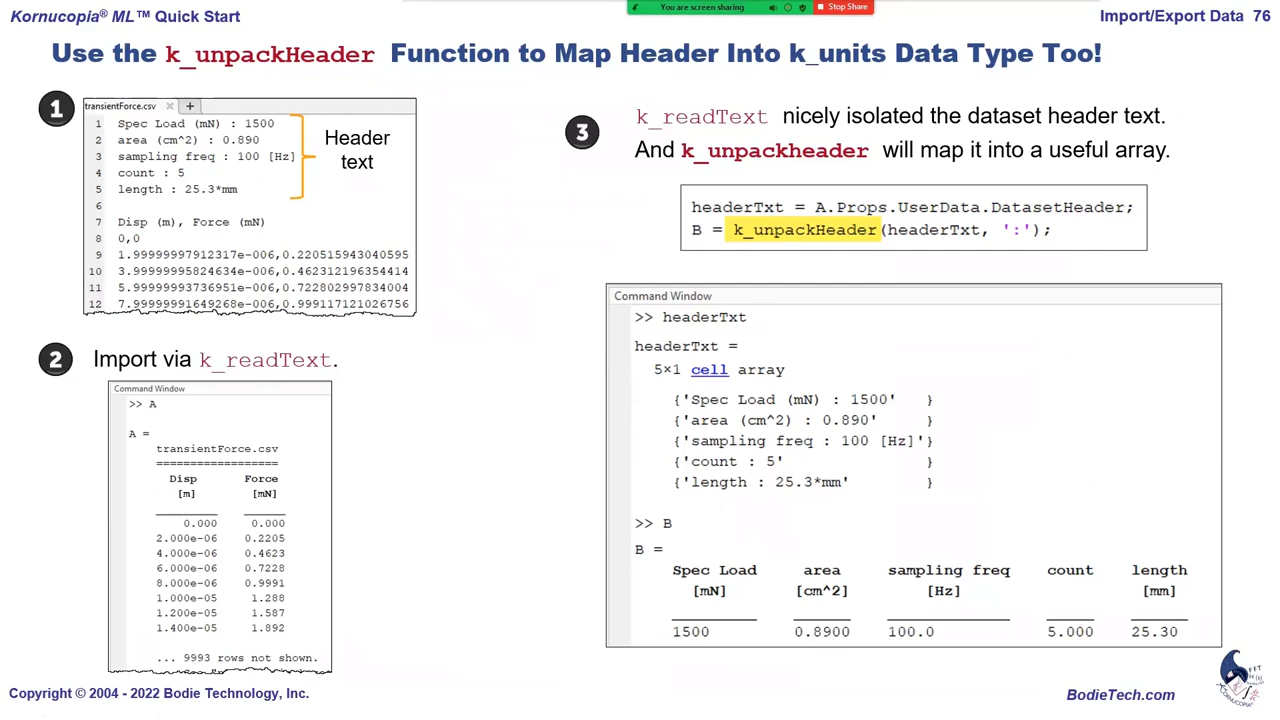 Kornucopia ML™ Quick Start
You are screen sharing
Stop Share
Import/Export Data 76
Use the k_unpackHeader Function to Map Header Into k_units Data Type Too!
1
transientForce.csv × +
1 Spec Load (mN) : 1500
2 area (cm^2) : 0.890
3 sampling freq : 100 [Hz]
4 count : 5
5 length : 25.3*mm
6
7 Disp (m), Force (mN)
8 0,0
9 1.99999997912317e-006,0.220515943040595
10 3.99999995824634e-006,0.462312196354414
11 5.99999993736951e-006,0.722802997834004
12 7.99999991649268e-006,0.999117121026756
Header
text
2 Import via k_readText.
Command Window
>> A
A =
transientForce.csv
==================
Disp Force
[m] [mN]
0.000 0.000
2.000e-06 0.2205
4.000e-06 0.4623
6.000e-06 0.7228
8.000e-06 0.9991
1.000e-05 1.288
1.200e-05 1.587
1.400e-05 1.892
... 9993 rows not shown.
3
k_readText nicely isolated the dataset header text.
And k_unpackheader will map it into a useful array.
headerTxt = A.Props.UserData.DatasetHeader;
B = k_unpackHeader(headerTxt, ':');
Command Window
>> headerTxt
headerTxt =
5×1 cell array
{'Spec Load (mN) : 1500' }
{'area (cm^2) : 0.890' }
{'sampling freq : 100 [Hz]'}
{'count : 5' }
{'length : 25.3*mm' }
>> B
B =
Spec Load area sampling freq count length
[mN] [cm^2] [Hz] [mm]
1500 0.8900 100.0 5.000 25.30
Copyright © 2004 - 2022 Bodie Technology, Inc.
BodieTech.com